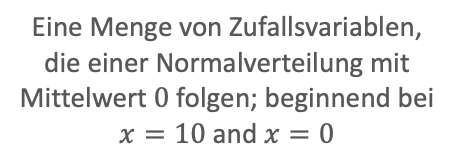 Eine Menge von Zufallsvariablen,
die einer Normalverteilung mit
Mittelwert 0 folgen; beginnend bei
x = 10 and x = 0